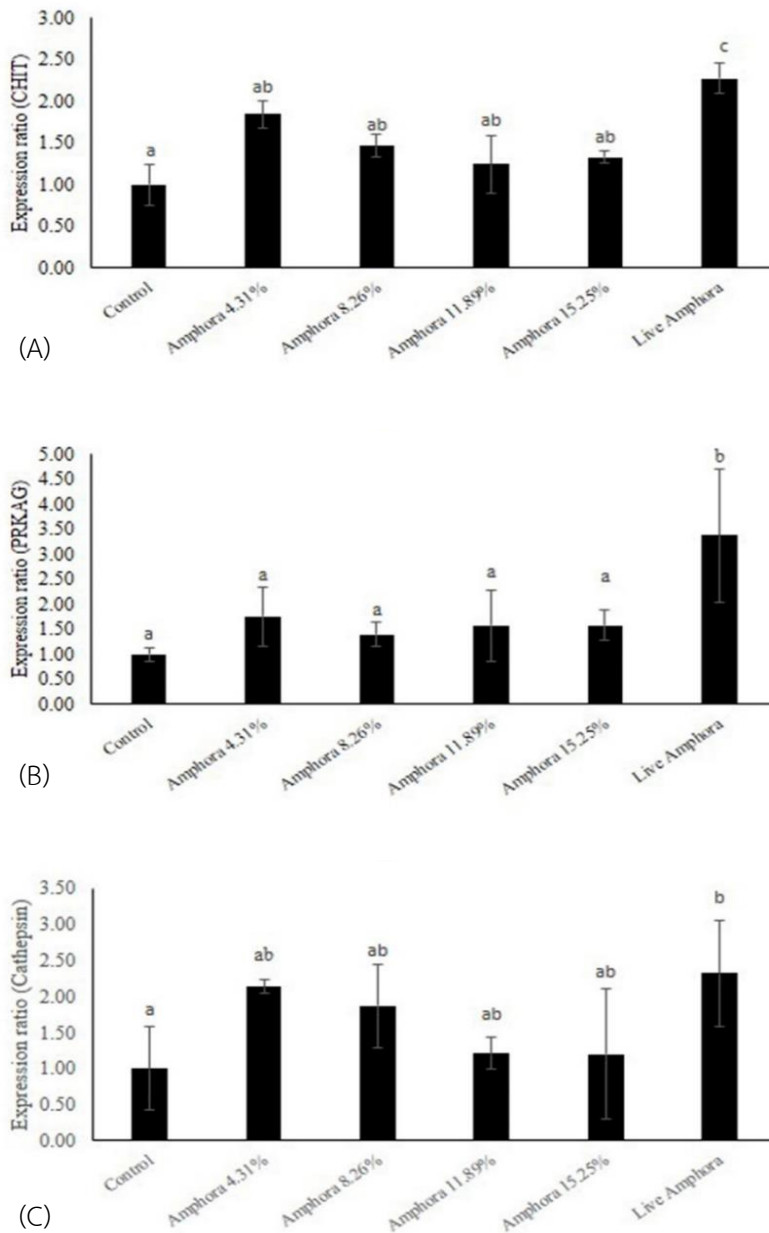 3.00
2.50
2.00
1.50
1.00
0.50
0.00
Expression ratio (CHIT)
a
ab
ab
ab
ab
c
Control
Amphora 4.31%
Amphora 8.26%
Amphora 11.89%
Amphora 15.25%
Live Amphora
(A)
5.00
4.50
4.00
3.50
3.00
2.50
2.00
1.50
1.00
0.50
0.00
Expression ratio (PRKAG)
a
a
a
a
a
b
Control
Amphora 4.31%
Amphora 8.26%
Amphora 11.89%
Amphora 15.25%
Live Amphora
(B)
3.50
3.00
2.50
2.00
1.50
1.00
0.50
0.00
Expression ratio (Cathepsin)
a
ab
ab
ab
ab
b
Control
Amphora 4.31%
Amphora 8.26%
Amphora 11.89%
Amphora 15.25%
Live Amphora
(C)